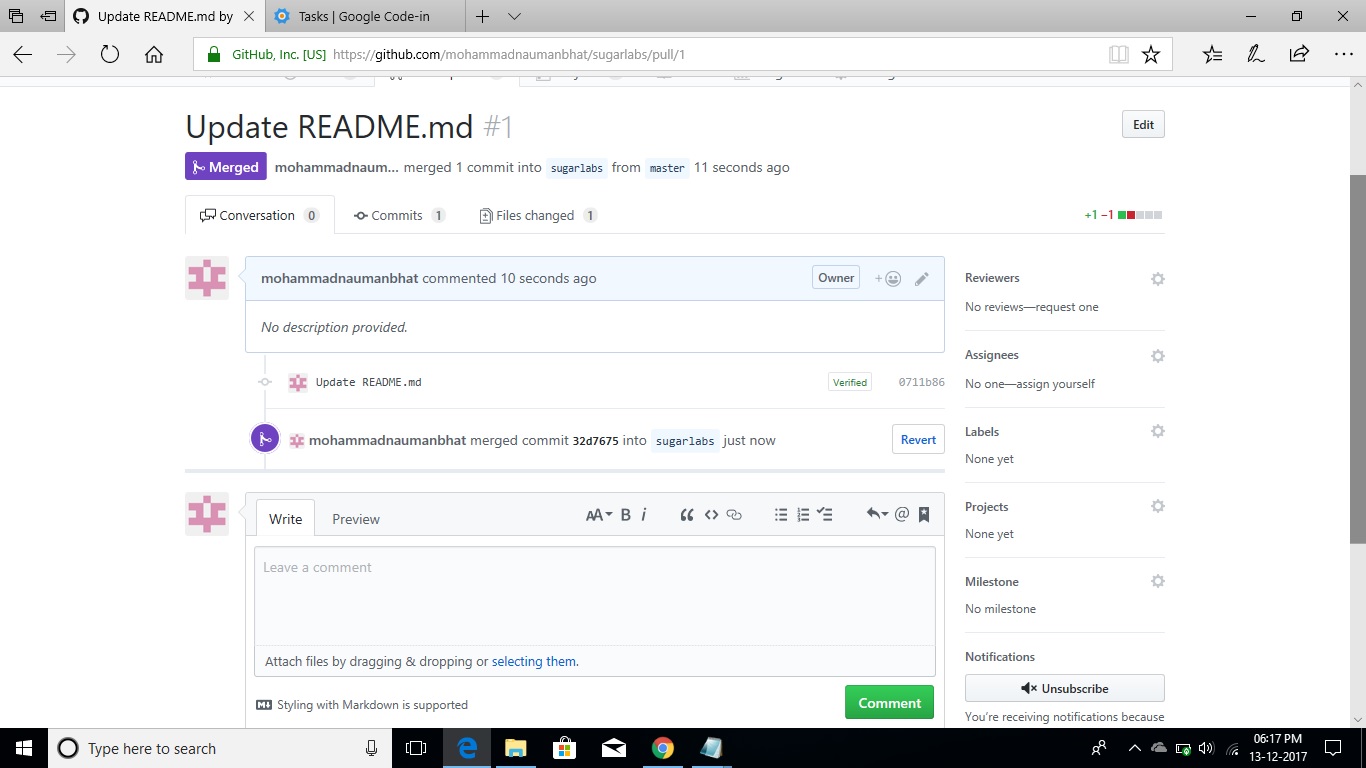 Update README.md by
Tasks | Google Code-in
GitHub, Inc. [US] https://github.com/mohammadnaumanbhat/sugarlabs/pull/1
Update README.md #1
Edit
Merged mohammadnaum... merged 1 commit into sugarlabs from master 11 seconds ago
Conversation 0 Commits 1 Files changed 1 +1 −1
mohammadnaumanbhat commented 10 seconds ago Owner
No description provided.
Update README.md Verified 0711b86
mohammadnaumanbhat merged commit 32d7675 into sugarlabs just now Revert
Write Preview AA B i
Leave a comment
Attach files by dragging & dropping or selecting them.
Styling with Markdown is supported Comment
Reviewers
No reviews—request one
Assignees
No one—assign yourself
Labels
None yet
Projects
None yet
Milestone
No milestone
Notifications
Unsubscribe
You're receiving notifications because
Type here to search
06:17 PM
13-12-2017